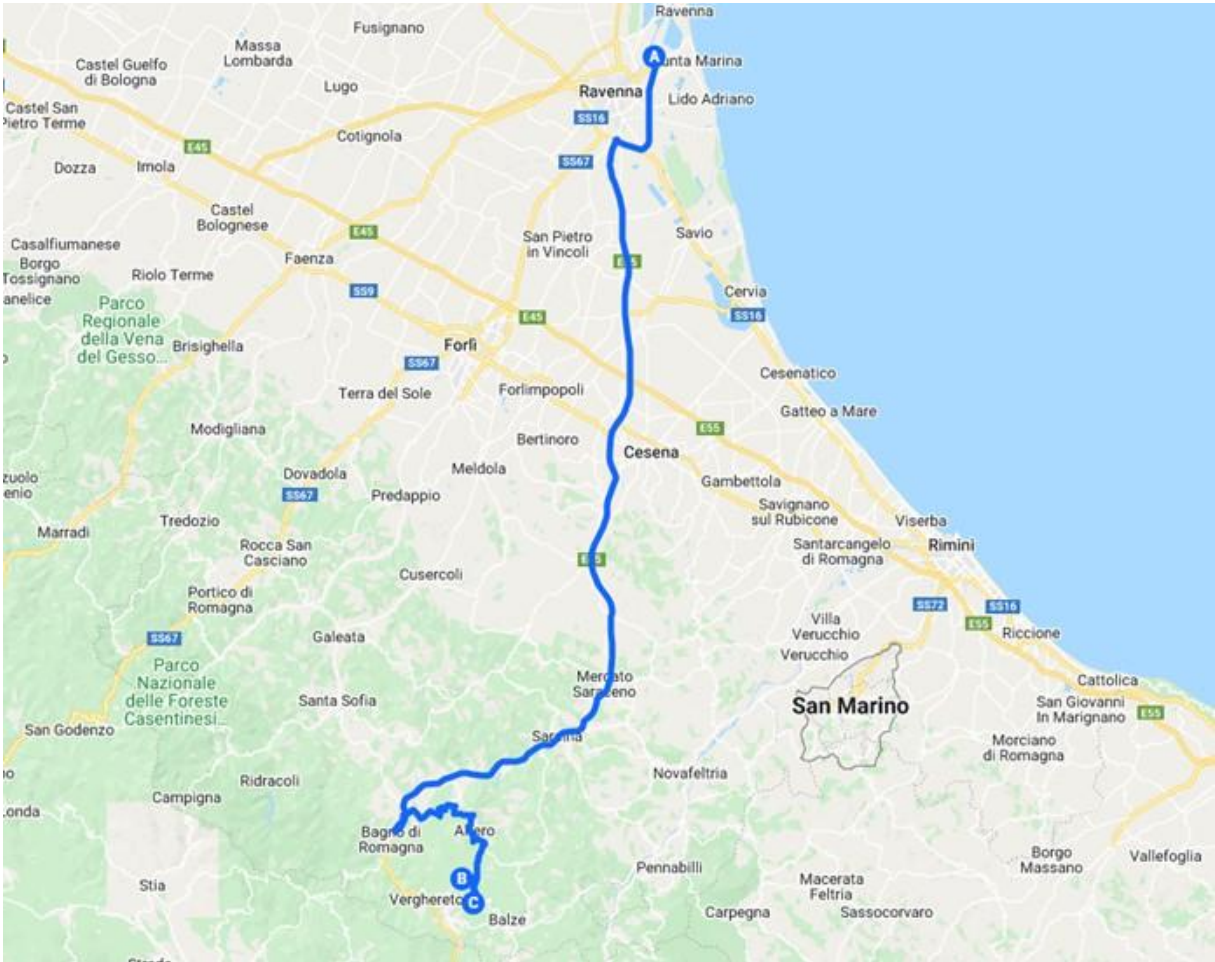 Ravenna
Fusignano
Massa
Lombarda
Castel Guelfo
di Bologna
A
unta Marina
Lugo
Ravenna
Lido Adriano
Castel San
Pietro Terme
SS16
Cotignola
E45
SS67
Dozza
Imola
Castel
Bolognese
E45
San Pietro
in Vincoli
Savio
Casalfiumanese
Borgo
Tossignano
Faenza
Riolo Terme
anelice
SS9
Cervia
SS16
Parco
Regionale
della Vena
del Gesso...
E45
Brisighella
Forlì
SS67
Cesenatico
Terra del Sole
Forlimpopoli
Gatteo a Mare
Modigliana
E55
Bertinoro
Cesena
Meldola
Dovadola
zuolo
enio
SS67
Predappio
Gambettola
Savignano
sul Rubicone
Marradi
Tredozio
Viserba
Rocca San
Casciano
Santarcangelo
di Romagna
Rimini
Cusercoli
Portico di
Romagna
SS72
SS16
Villa
Verucchio
E55
Riccione
SS67
Galeata
Verucchio
Parco
Nazionale
delle Foreste
Casentinesi...
Mercato
Saraceno
Cattolica
Santa Sofia
San Marino
San Giovanni
In Marignano
E55
San Godenzo
Morciano
di Romagna
Novafeltria
Ridracoli
Campigna
Londa
Bagno di
Romagna
Borgo
Massano
Vallefoglia
Pennabilli
B
Stia
Macerata
Feltria
Verghereto
C
Balze
Carpegna
Sassocorvaro